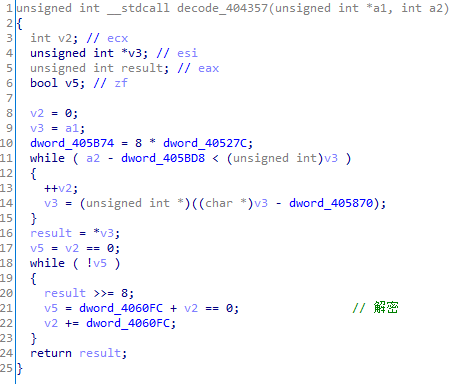 1 unsigned int __stdcall decode_404357(unsigned int *a1, int a2)
2 {
3   int v2; // ecx
4   unsigned int *v3; // esi
5   unsigned int result; // eax
6   bool v5; // zf
7
8   v2 = 0;
9   v3 = a1;
10   dword_405B74 = 8 * dword_40527C;
11   while ( a2 - dword_405BD8 < (unsigned int)v3 )
12   {
13     ++v2;
14     v3 = (unsigned int *)((char *)v3 - dword_405870);
15   }
16   result = *v3;
17   v5 = v2 == 0;
18   while ( !v5 )
19   {
20     result >>= 8;
21     v5 = dword_4060FC + v2 == 0;                // 解密
22     v2 += dword_4060FC;
23   }
24   return result;
25 }